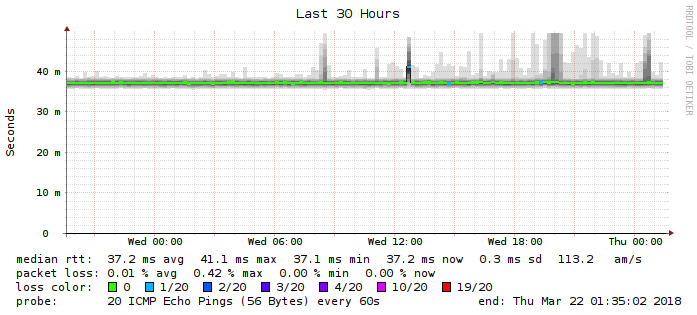 Last 30 Hours
RRDTOOL / TOBI OETIKER
Seconds
40 m
30 m
20 m
10 m
0
Wed 00:00 Wed 06:00 Wed 12:00 Wed 18:00 Thu 00:00
median rtt: 37.2 ms avg 41.1 ms max 37.1 ms min 37.2 ms now 0.3 ms sd 113.2 am/s
packet loss: 0.01 % avg 0.42 % max 0.00 % min 0.00 % now
loss color: 0 1/20 2/20 3/20 4/20 10/20 19/20
probe: 20 ICMP Echo Pings (56 Bytes) every 60s end: Thu Mar 22 01:35:02 2018